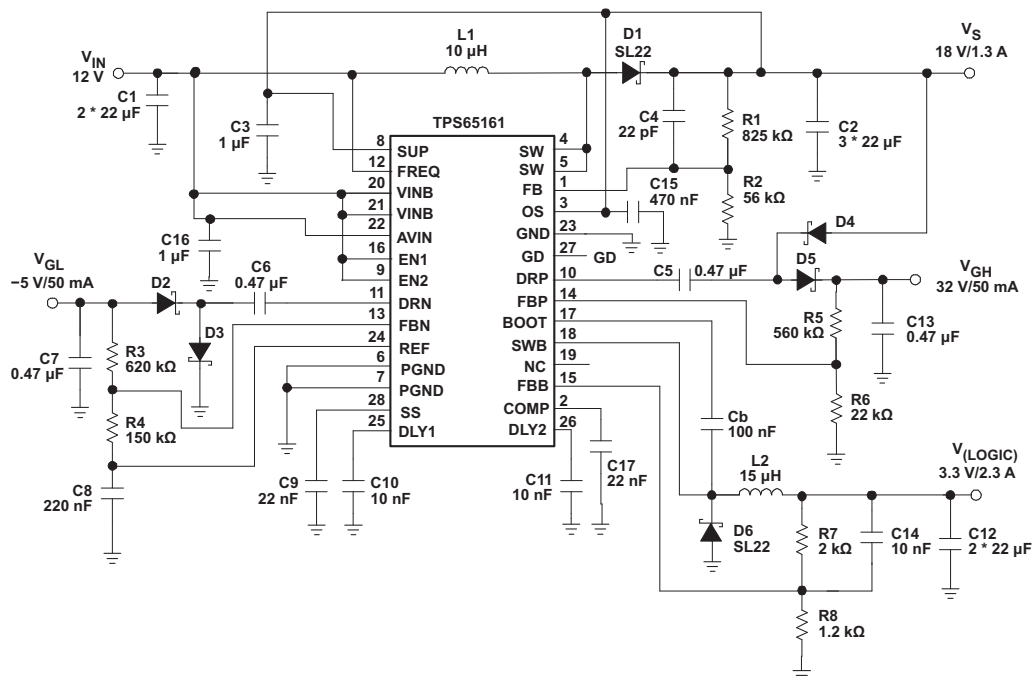 V_IN
12 V
C1
2 * 22 µF
C3
1 µF
L1
10 µH
D1
SL22
V_S
18 V/1.3 A
C4
22 pF
R1
825 kΩ
C2
3 * 22 µF
R2
56 kΩ
C15
470 nF
TPS65161
8 SUP
12 FREQ
20 VINB
21 VINB
22 AVIN
16 EN1
9 EN2
11 DRN
13 FBN
24 REF
6 PGND
7 PGND
28 SS
25 DLY1
SW 4
SW 5
FB 1
OS 3
GND 23
GD 27 GD
DRP 10
FBP 14
BOOT 17
SWB 18
NC 19
FBB 15
COMP 2
DLY2 26
C16
1 µF
V_GL
−5 V/50 mA
D2
C6
0.47 µF
D3
C7
0.47 µF
R3
620 kΩ
R4
150 kΩ
C8
220 nF
C9
22 nF
C10
10 nF
C11
10 nF
C17
22 nF
D4
C5 0.47 µF
D5
V_GH
32 V/50 mA
R5
560 kΩ
C13
0.47 µF
R6
22 kΩ
Cb
100 nF
L2
15 µH
V_(LOGIC)
3.3 V/2.3 A
D6
SL22
R7
2 kΩ
C14
10 nF
C12
2 * 22 µF
R8
1.2 kΩ